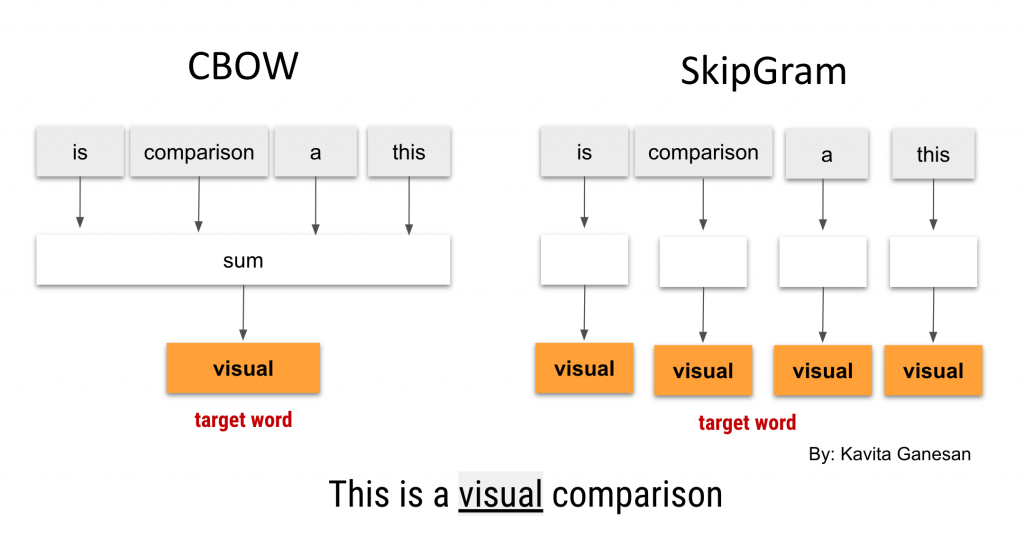 CBOW
is comparison a this
sum
visual
target word
SkipGram
is comparison a this
visual visual visual visual
target word
By: Kavita Ganesan
This is a visual comparison